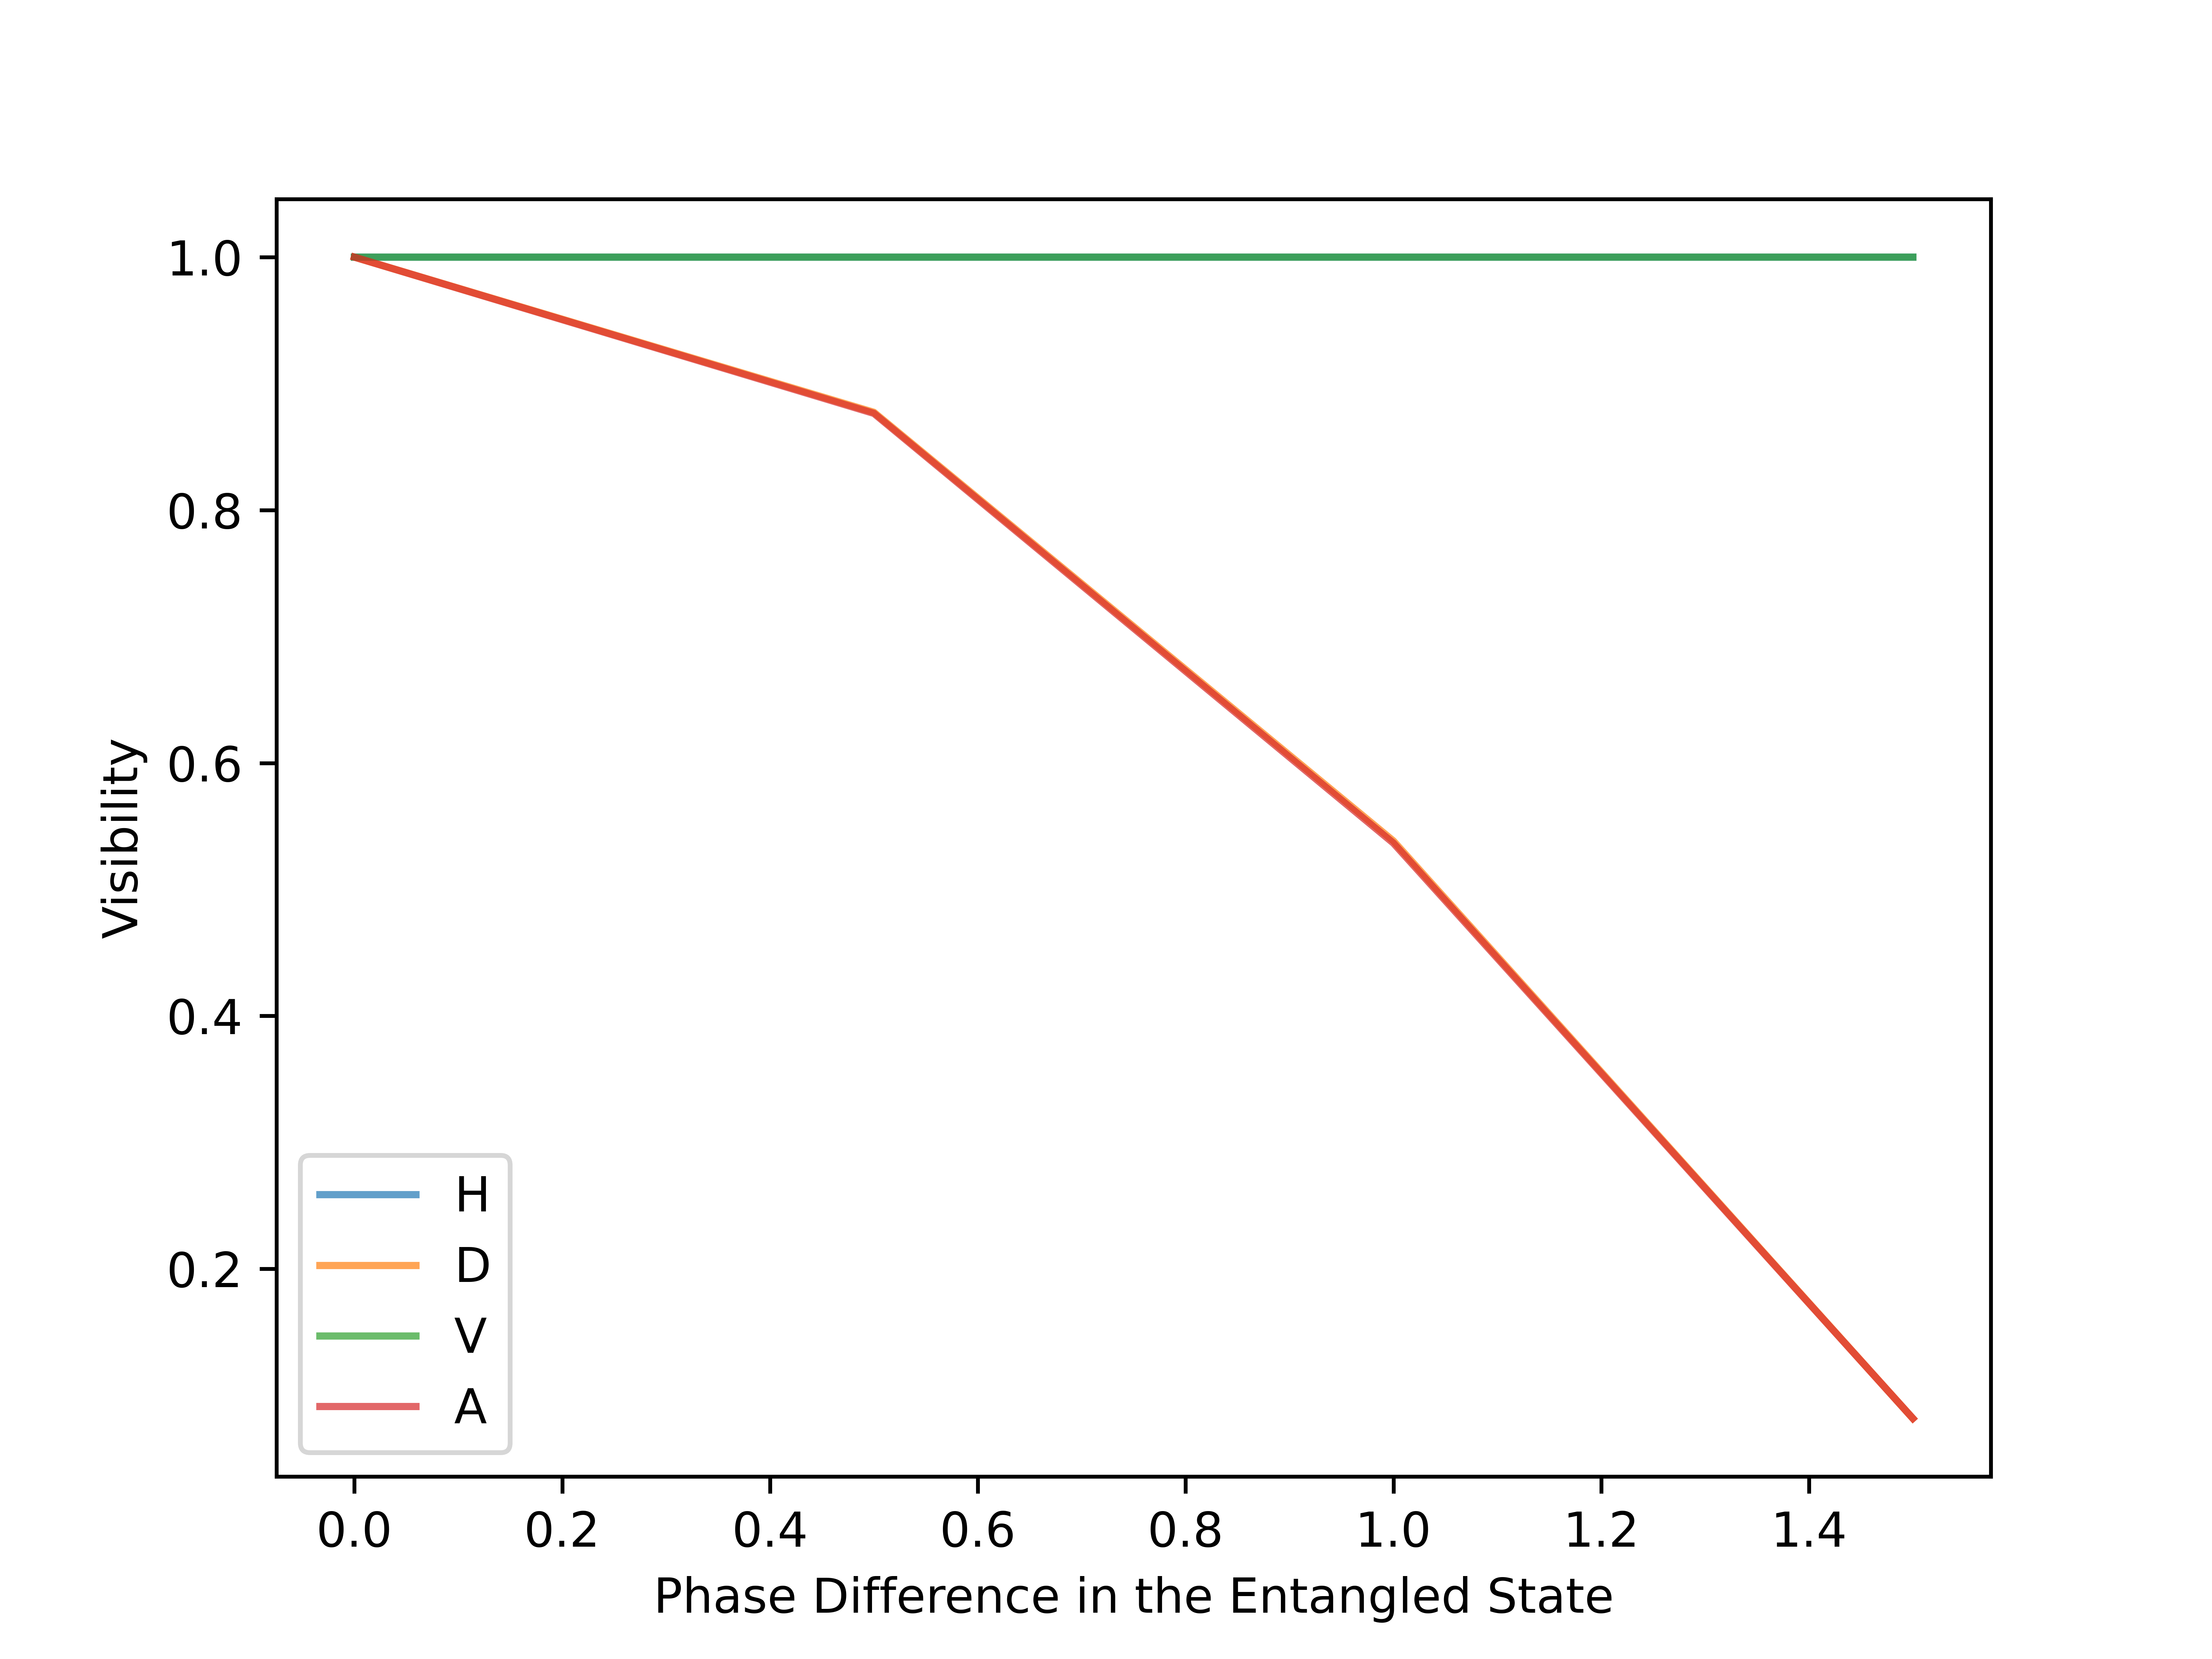 1.0
0.8
0.6
0.4
0.2
Visibility
H
D
V
A
0.0 0.2 0.4 0.6 0.8 1.0 1.2 1.4
Phase Difference in the Entangled State